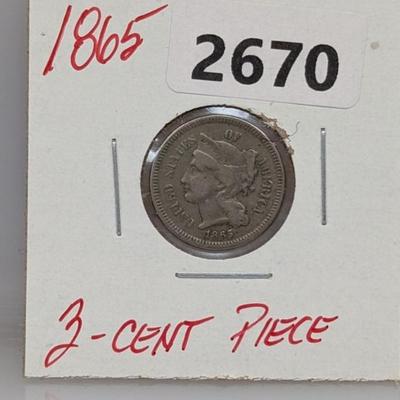 1865
2670
UNITED STATES OF AMERICA
1865
3-CENT PIECE